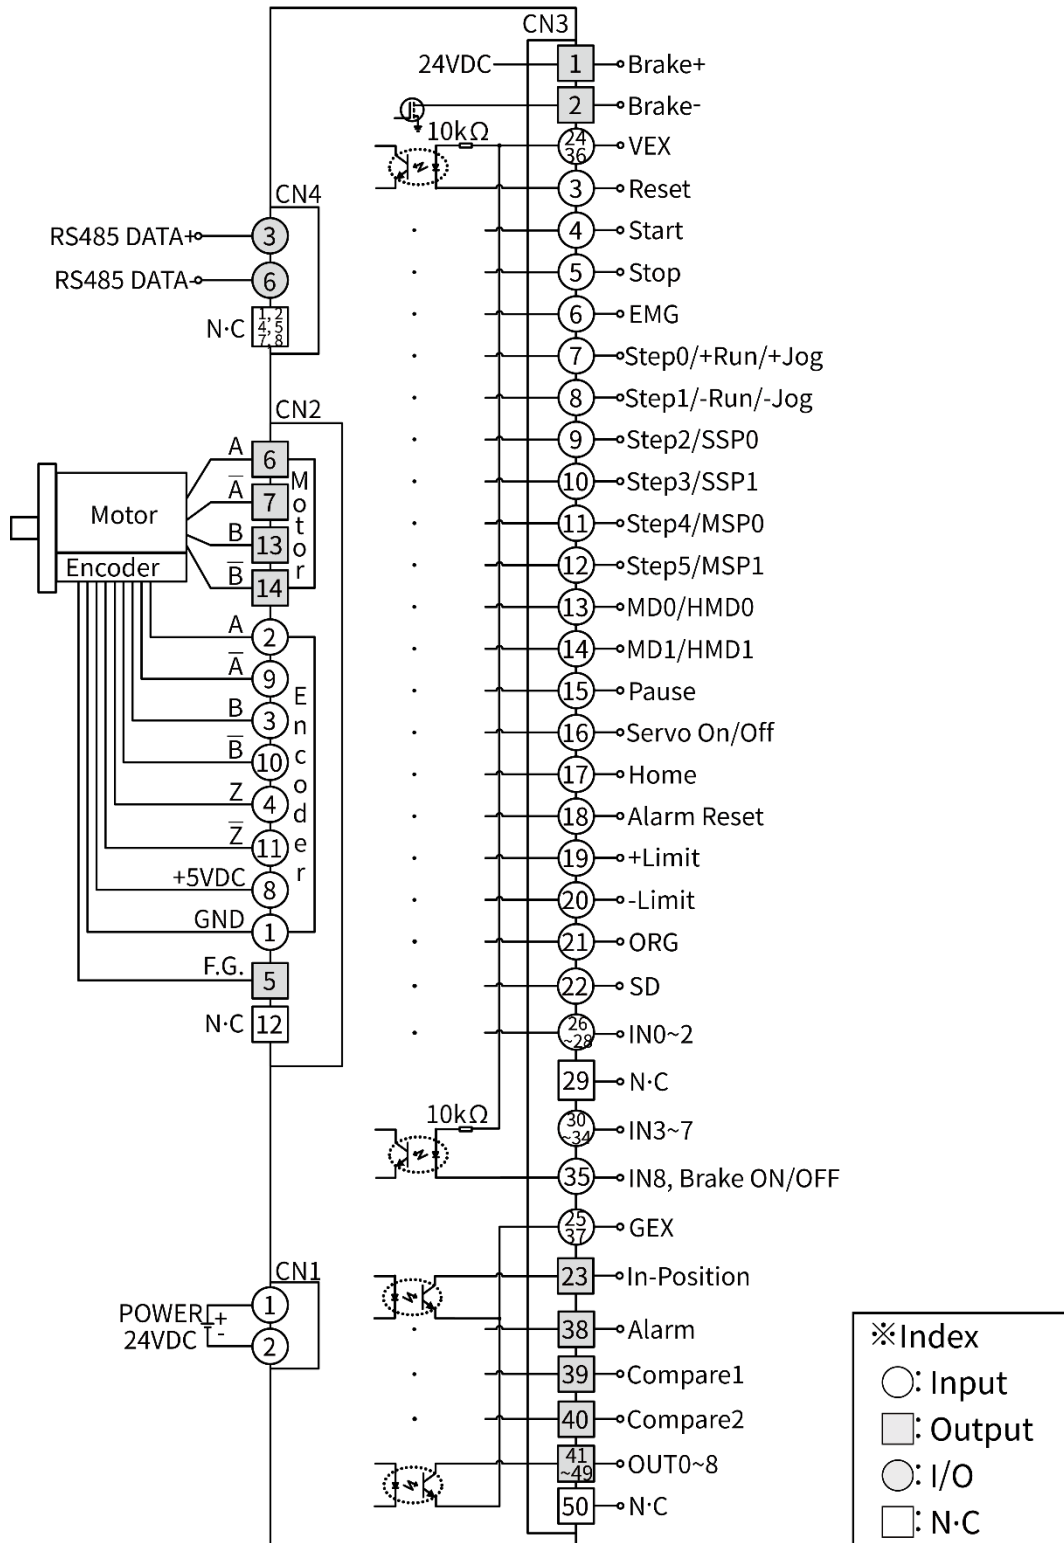 CN3
24VDC
1
Brake+
2
Brake-
10kΩ
24
36
VEX
3
Reset
4
Start
5
Stop
6
EMG
7
Step0/+Run/+Jog
8
Step1/-Run/-Jog
9
Step2/SSP0
10
Step3/SSP1
11
Step4/MSP0
12
Step5/MSP1
13
MD0/HMD0
14
MD1/HMD1
15
Pause
16
Servo On/Off
17
Home
18
Alarm Reset
19
+Limit
20
-Limit
21
ORG
22
SD
26
~28
IN0~2
29
N·C
10kΩ
30
~34
IN3~7
35
IN8, Brake ON/OFF
25
37
GEX
23
In-Position
38
Alarm
39
Compare1
40
Compare2
41
~49
OUT0~8
50
N·C
CN4
RS485 DATA+
3
RS485 DATA-
6
N·C
1, 2
4, 5
7, 8
CN2
Motor
Encoder
A
6
A̅
7
B
13
B̅
14
Motor
A
2
A̅
9
B
3
B̅
10
Z
4
Z̅
11
+5VDC
8
GND
1
Encoder
F.G.
5
N·C
12
CN1
POWER
24VDC
+
-
1
2
※Index
: Input
: Output
: I/O
: N·C